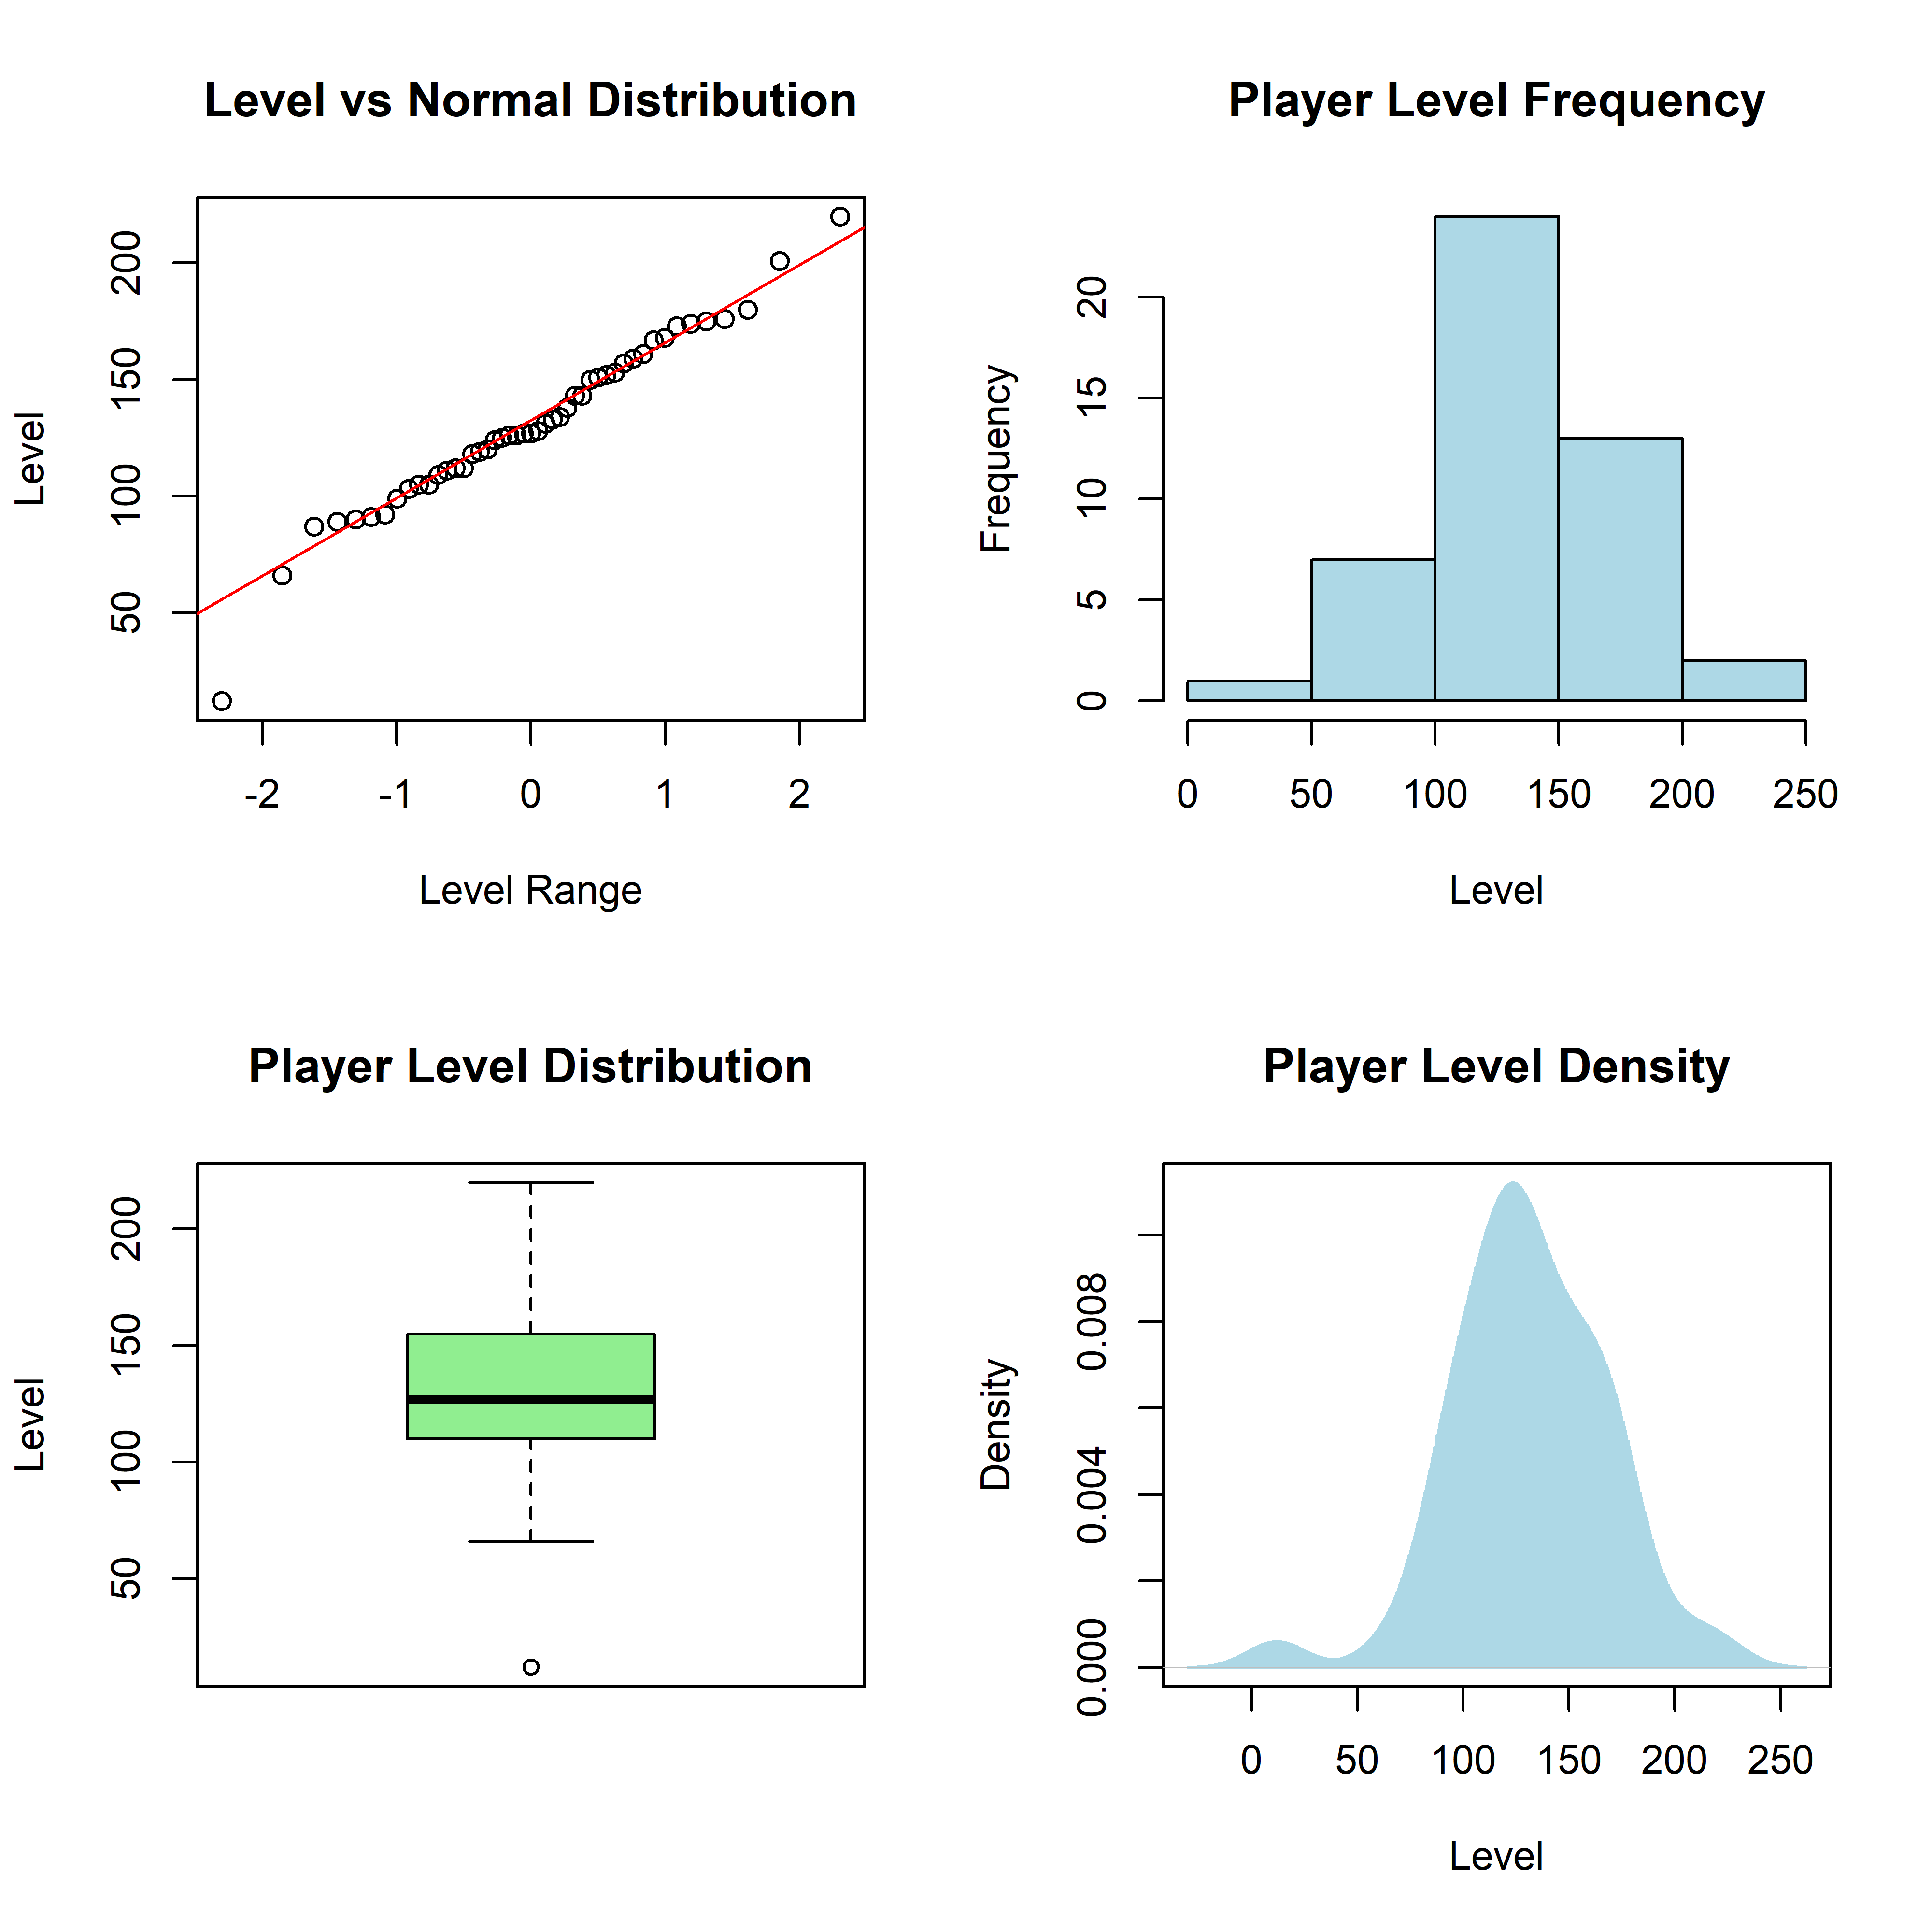 Level vs Normal Distribution
Level
200
150
100
50
-2 -1 0 1 2
Level Range
Player Level Frequency
Frequency
20
15
10
5
0
0 50 100 150 200 250
Level
Player Level Distribution
Level
200
150
100
50
Player Level Density
Density
0.008
0.004
0.000
0 50 100 150 200 250
Level